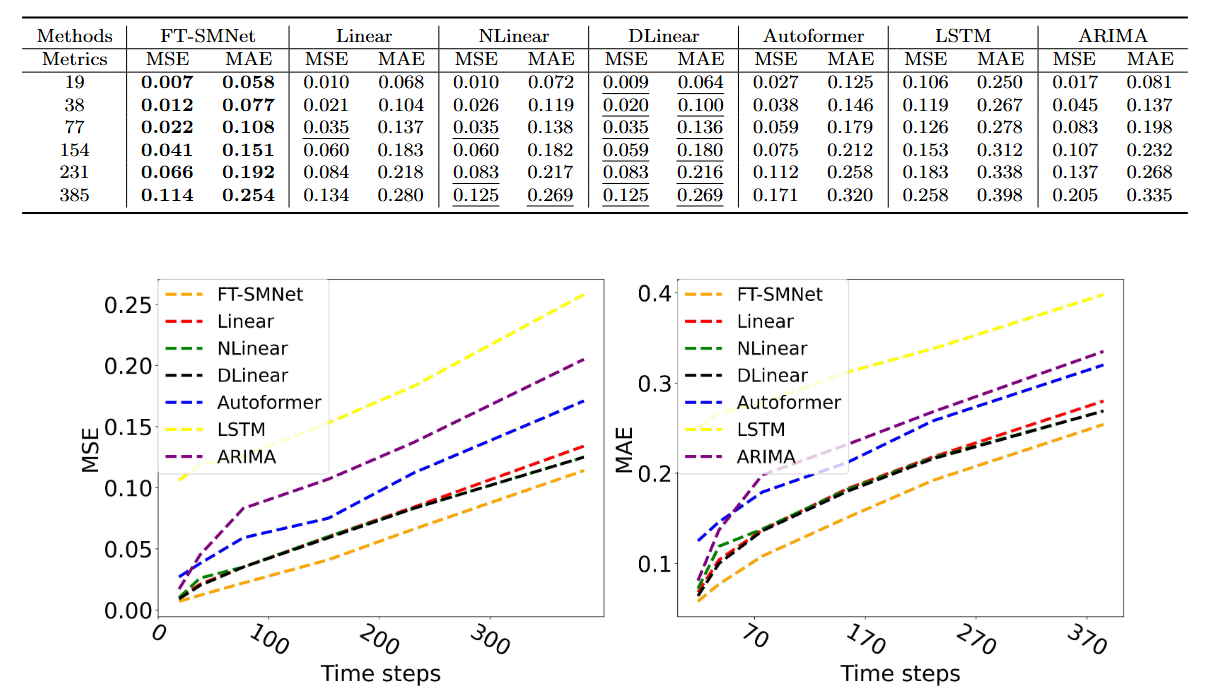 Methods FT-SMNet Linear NLinear DLinear Autoformer LSTM ARIMA
Metrics MSE MAE MSE MAE MSE MAE MSE MAE MSE MAE MSE MAE MSE MAE
19 0.007 0.058 0.010 0.068 0.010 0.072 0.009 0.064 0.027 0.125 0.106 0.250 0.017 0.081
38 0.012 0.077 0.021 0.104 0.026 0.119 0.020 0.100 0.038 0.146 0.119 0.267 0.045 0.137
77 0.022 0.108 0.035 0.137 0.035 0.138 0.035 0.136 0.059 0.179 0.126 0.278 0.083 0.198
154 0.041 0.151 0.060 0.183 0.060 0.182 0.059 0.180 0.075 0.212 0.153 0.312 0.107 0.232
231 0.066 0.192 0.084 0.218 0.083 0.217 0.083 0.216 0.112 0.258 0.183 0.338 0.137 0.268
385 0.114 0.254 0.134 0.280 0.125 0.269 0.125 0.269 0.171 0.320 0.258 0.398 0.205 0.335
MSE
0.25
0.20
0.15
0.10
0.05
0.00
FT-SMNet
Linear
NLinear
DLinear
Autoformer
LSTM
ARIMA
0 100 200 300
Time steps
MAE
0.4
0.3
0.2
0.1
FT-SMNet
Linear
NLinear
DLinear
Autoformer
LSTM
ARIMA
70 170 270 370
Time steps